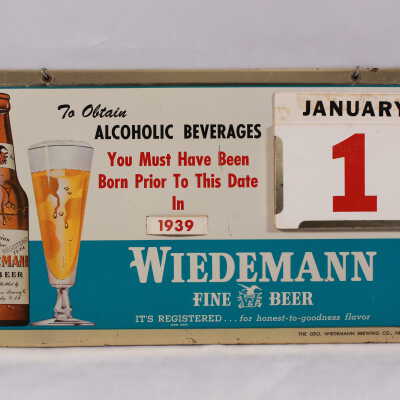 To Obtain
ALCOHOLIC BEVERAGES
You Must Have Been
Born Prior To This Date
In
1939
JANUARY
1
WIEDEMANN
FINE BEER
IT'S REGISTERED... for honest-to-goodness flavor
THE GEO. WIEDEMANN BREWING CO.,
BEER